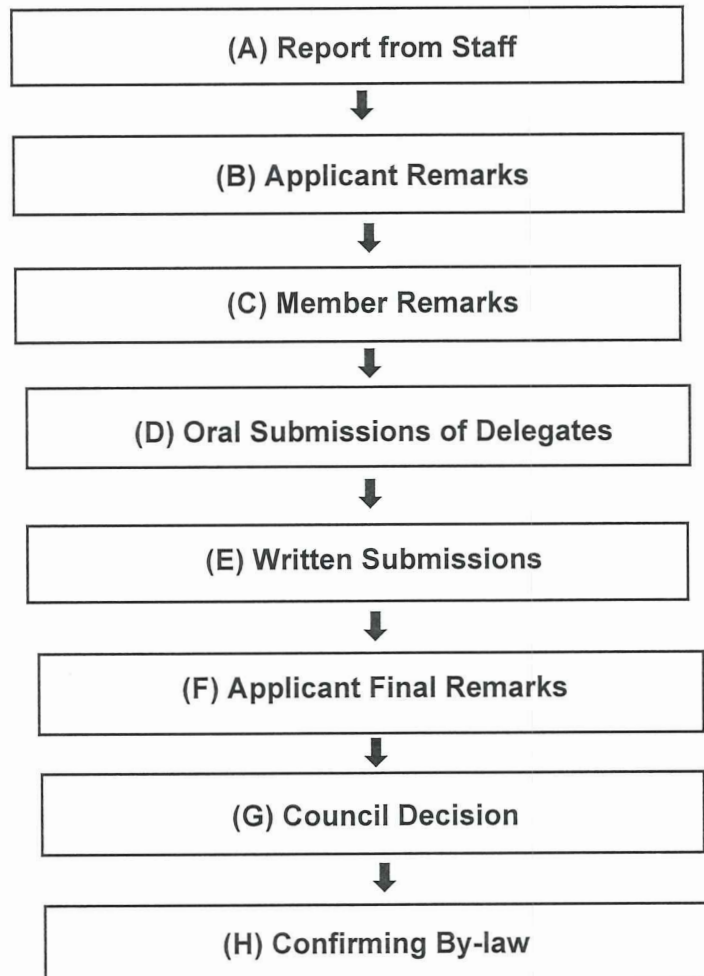 (A) Report from Staff
(B) Applicant Remarks
(C) Member Remarks
(D) Oral Submissions of Delegates
(E) Written Submissions
(F) Applicant Final Remarks
(G) Council Decision
(H) Confirming By-law